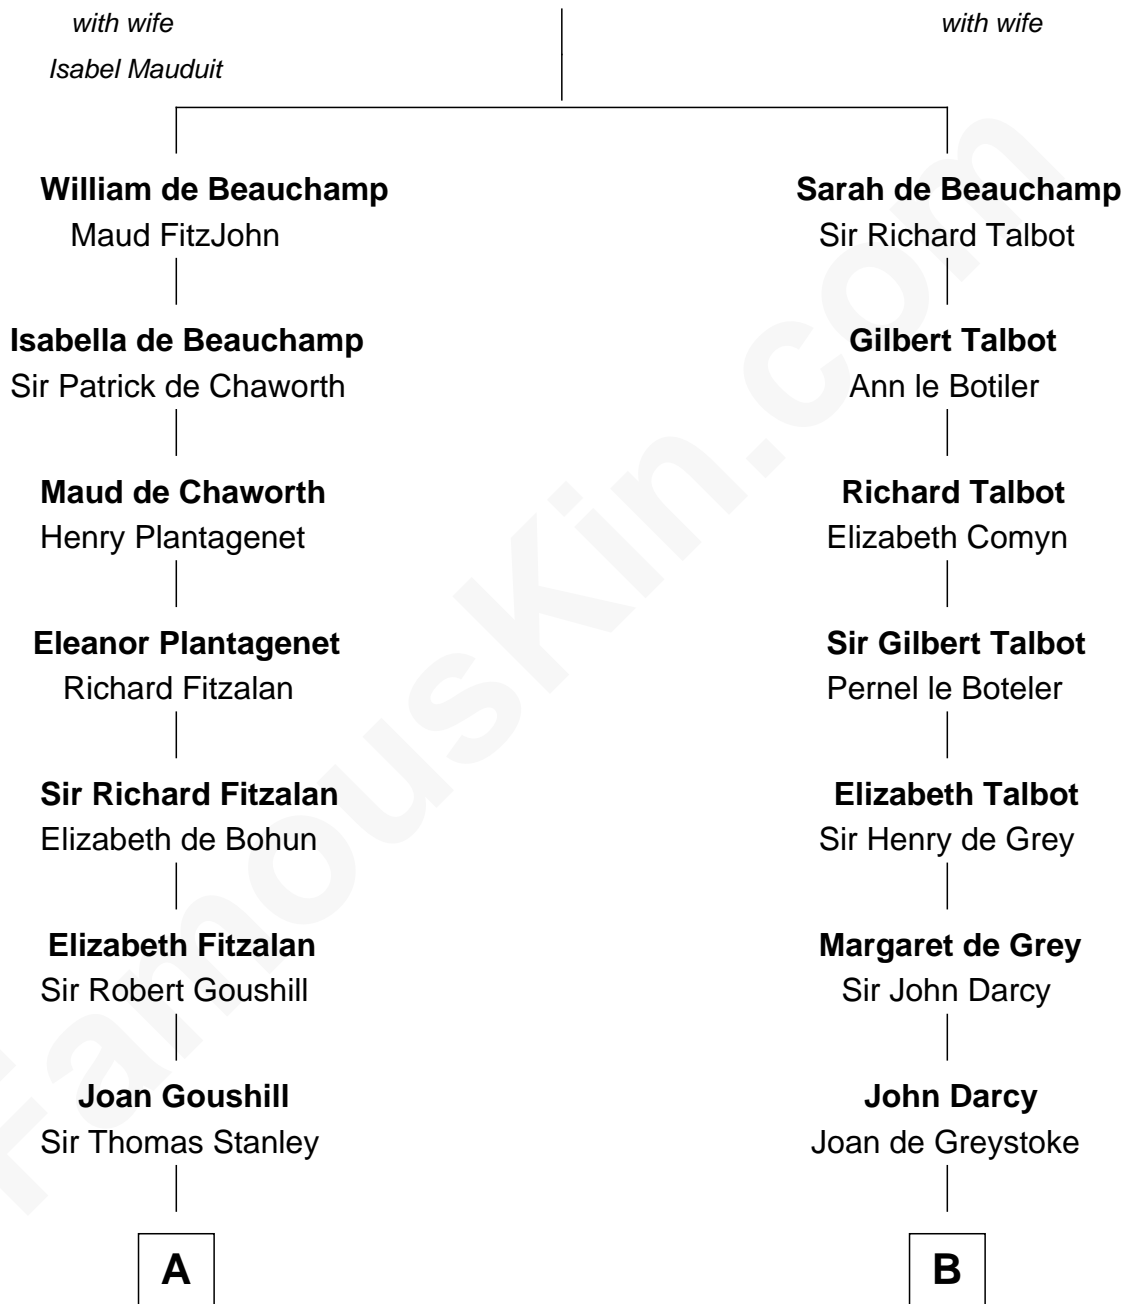 with wife
with wife
Isabel Mauduit
William de Beauchamp
Sarah de Beauchamp
Maud FitzJohn
Sir Richard Talbot
Isabella de Beauchamp
Gilbert Talbot
Sir Patrick de Chaworth
Ann le Botiler
Maud de Chaworth
Richard Talbot
Henry Plantagenet
Elizabeth Comyn
Eleanor Plantagenet
Sir Gilbert Talbot
Richard Fitzalan
Pernel le Boteler
Sir Richard Fitzalan
Elizabeth Talbot
Elizabeth de Bohun
Sir Henry de Grey
Elizabeth Fitzalan
Margaret de Grey
Sir Robert Goushill
Sir John Darcy
Joan Goushill
John Darcy
Sir Thomas Stanley
Joan de Greystoke
A
B
FamousKin.com